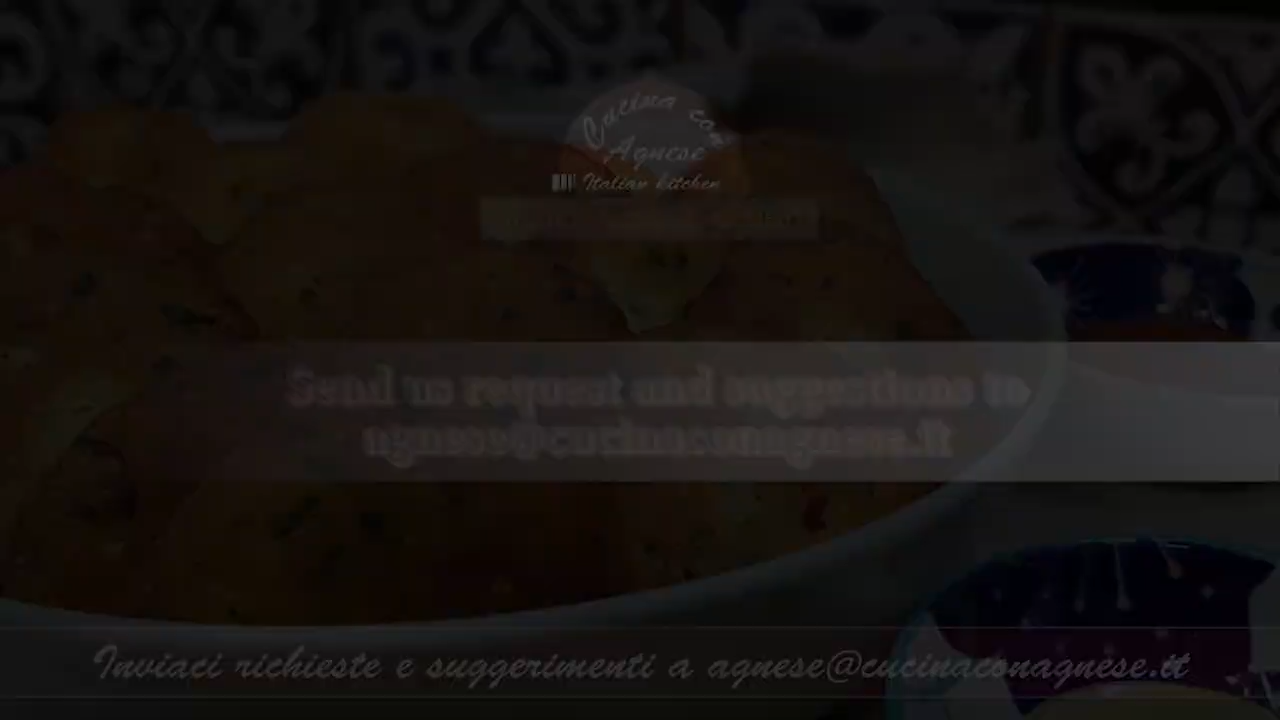 Cucina con
Agnese
Italian kitchen
Send us request and suggestions to
agnese@cucinaconagnese.it
Inviaci richieste e suggerimenti a agnese@cucinaconagnese.it